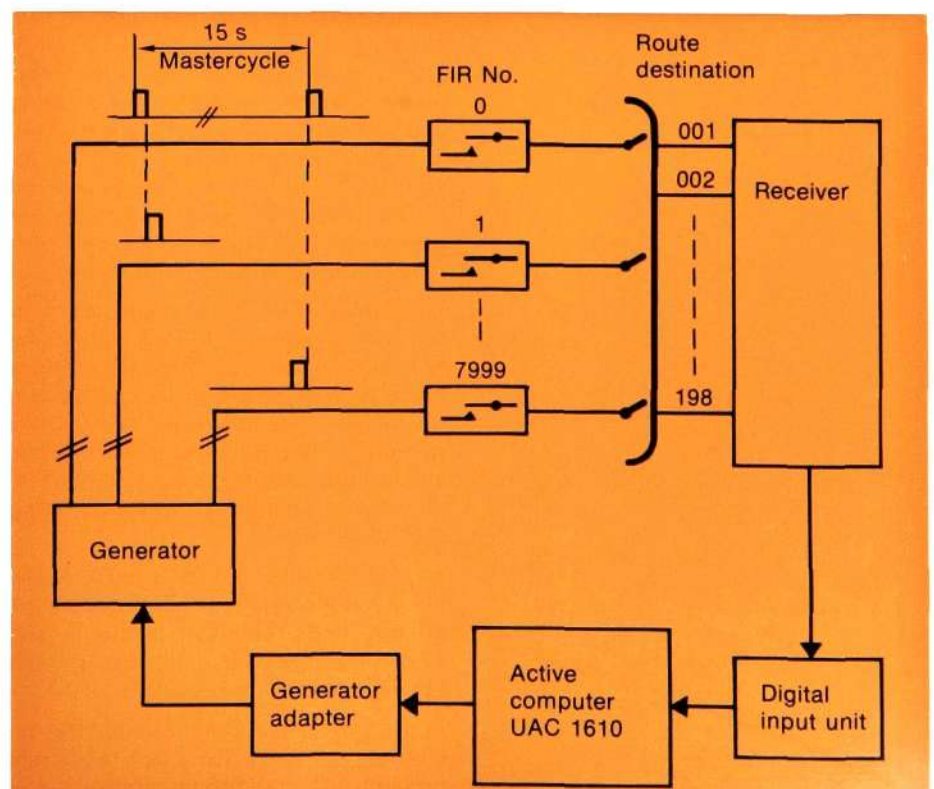 15 s
Mastercycle
FIR No.
0
Route
destination
001
002
Receiver
1
7999
198
Generator
Generator
adapter
Active
computer
UAC 1610
Digital
input unit